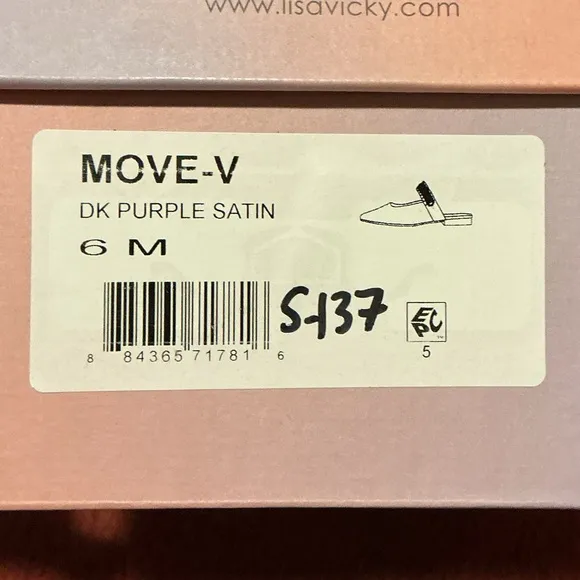 www.lisavicky.com
MOVE-V
DK PURPLE SATIN
6 M
S-137
8 84365 71781 6
EPC
5